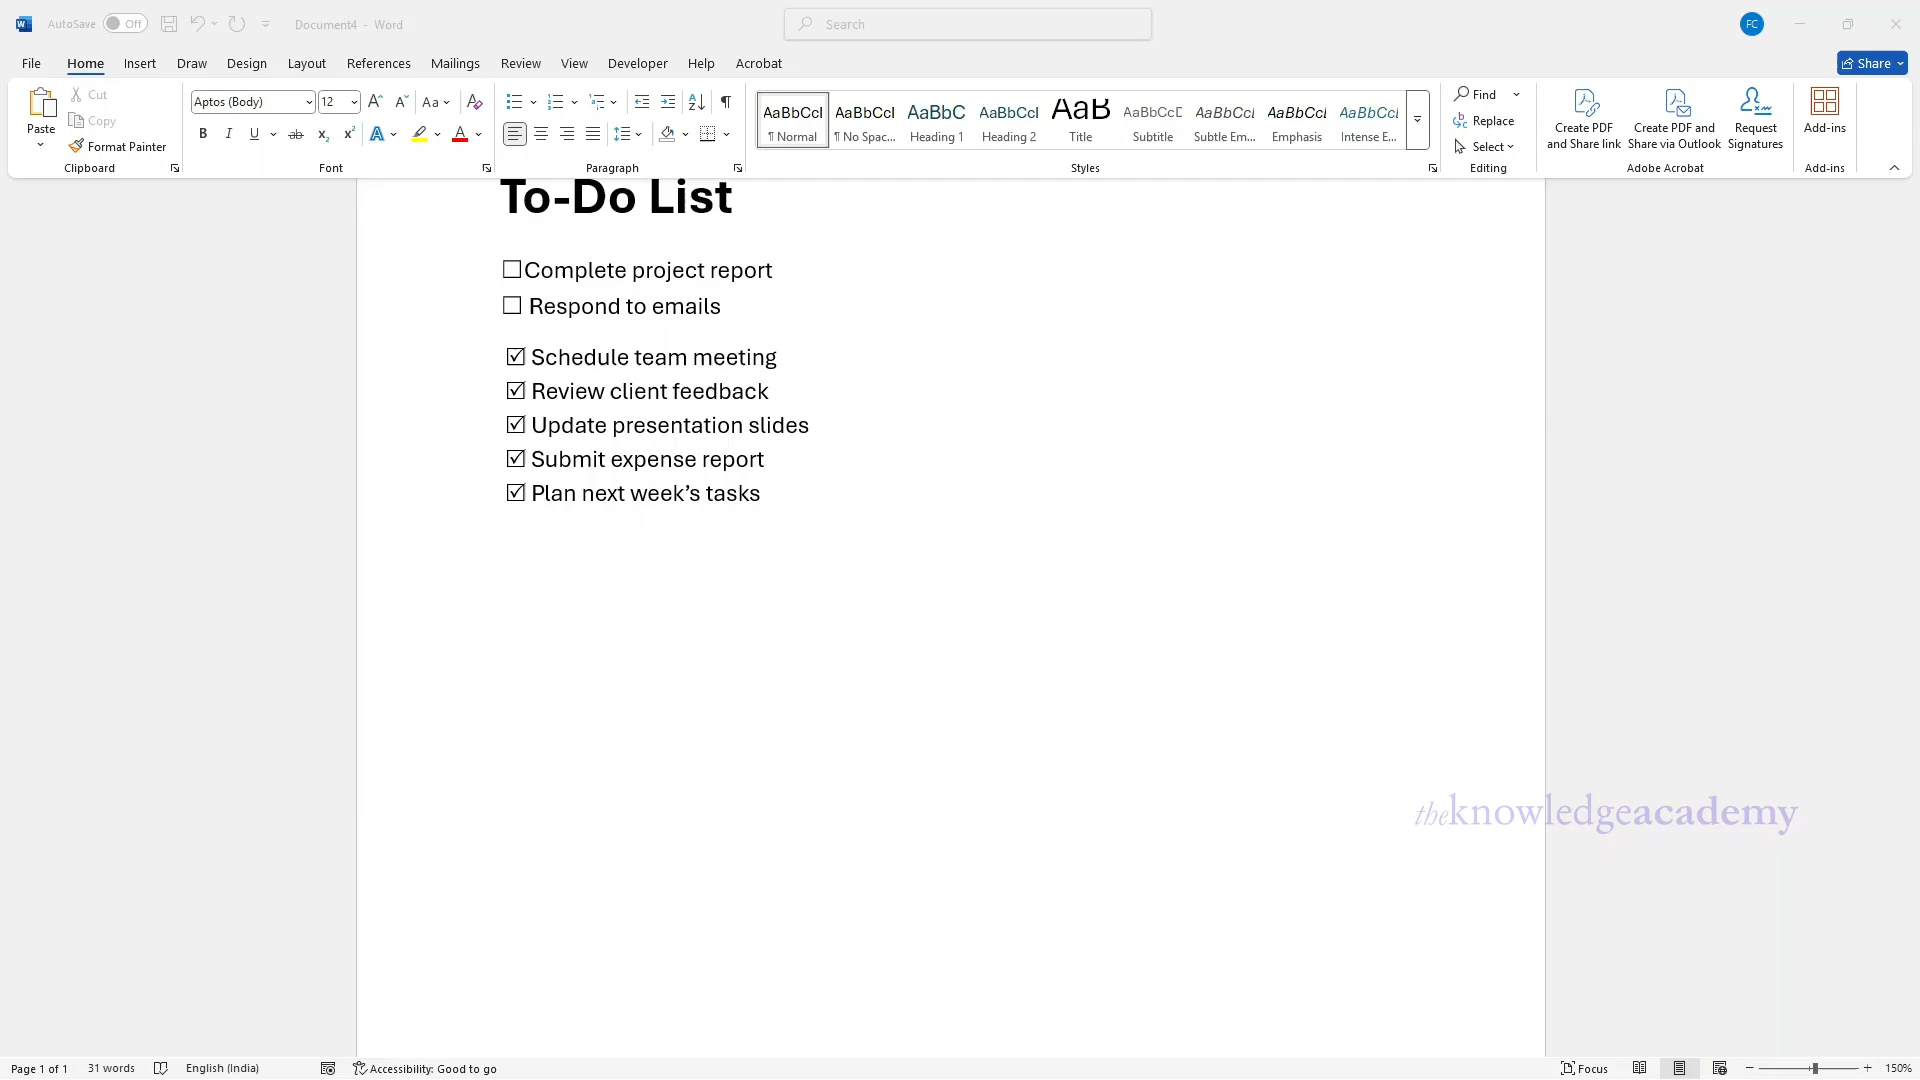 AutoSave Off Document4 - Word Search FC
File Home Insert Draw Design Layout References Mailings Review View Developer Help Acrobat Share
Paste Cut Copy Format Painter Clipboard
Aptos (Body) 12 Aa
B I U ab x₂ x² A A Font
Paragraph
AaBbCcI AaBbCcI AaBbC AaBbCcI AaB AaBbCcD AaBbCcI AaBbCcI AaBbCcI
¶ Normal ¶ No Spac... Heading 1 Heading 2 Title Subtitle Subtle Em... Emphasis Intense E...
Styles
Find Replace Select Editing
Create PDF and Share link Create PDF and Share via Outlook Request Signatures Adobe Acrobat
Add-ins Add-ins
To-Do List
☐Complete project report
☐ Respond to emails
☑ Schedule team meeting
☑ Review client feedback
☑ Update presentation slides
☑ Submit expense report
☑ Plan next week’s tasks
theknowledgeacademy
Page 1 of 1 31 words English (India) Accessibility: Good to go Focus 150%